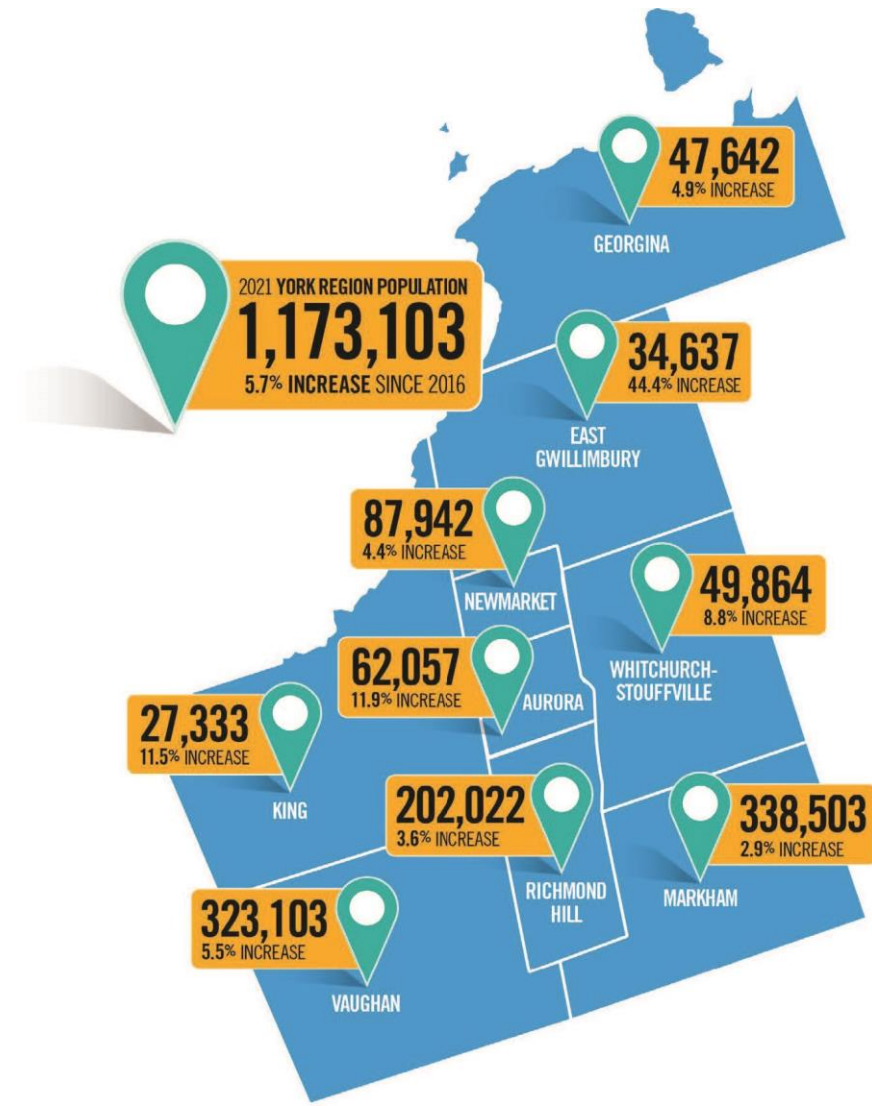 47,642
4.9% INCREASE
GEORGINA
2021 YORK REGION POPULATION
1,173,103
5.7% INCREASE SINCE 2016
34,637
44.4% INCREASE
EAST
GWILLIMBURY
87,942
4.4% INCREASE
NEWMARKET
49,864
8.8% INCREASE
WHITCHURCH-
STOUFFVILLE
62,057
11.9% INCREASE
AURORA
27,333
11.5% INCREASE
KING
202,022
3.6% INCREASE
RICHMOND
HILL
338,503
2.9% INCREASE
MARKHAM
323,103
5.5% INCREASE
VAUGHAN